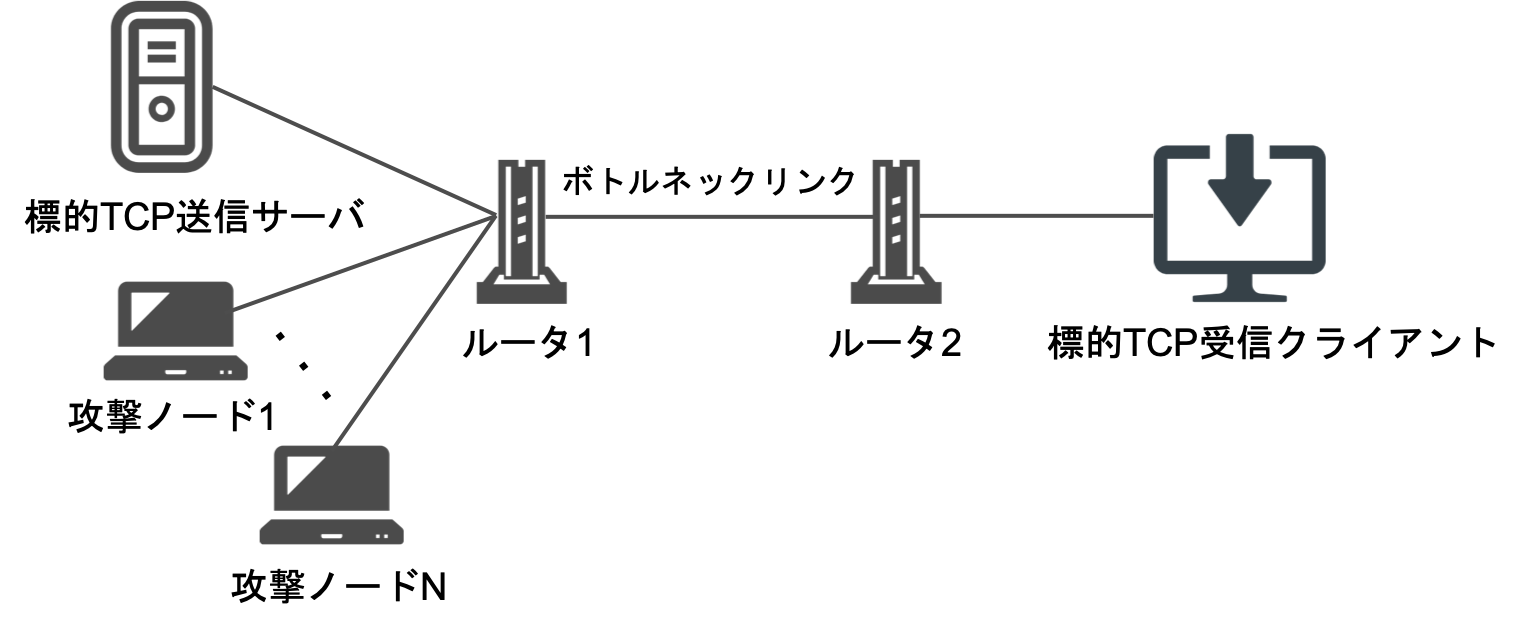 標的TCP送信サーバ
ボトルネックリンク
ルータ1
ルータ2
標的TCP受信クライアント
攻撃ノード1
攻撃ノードN